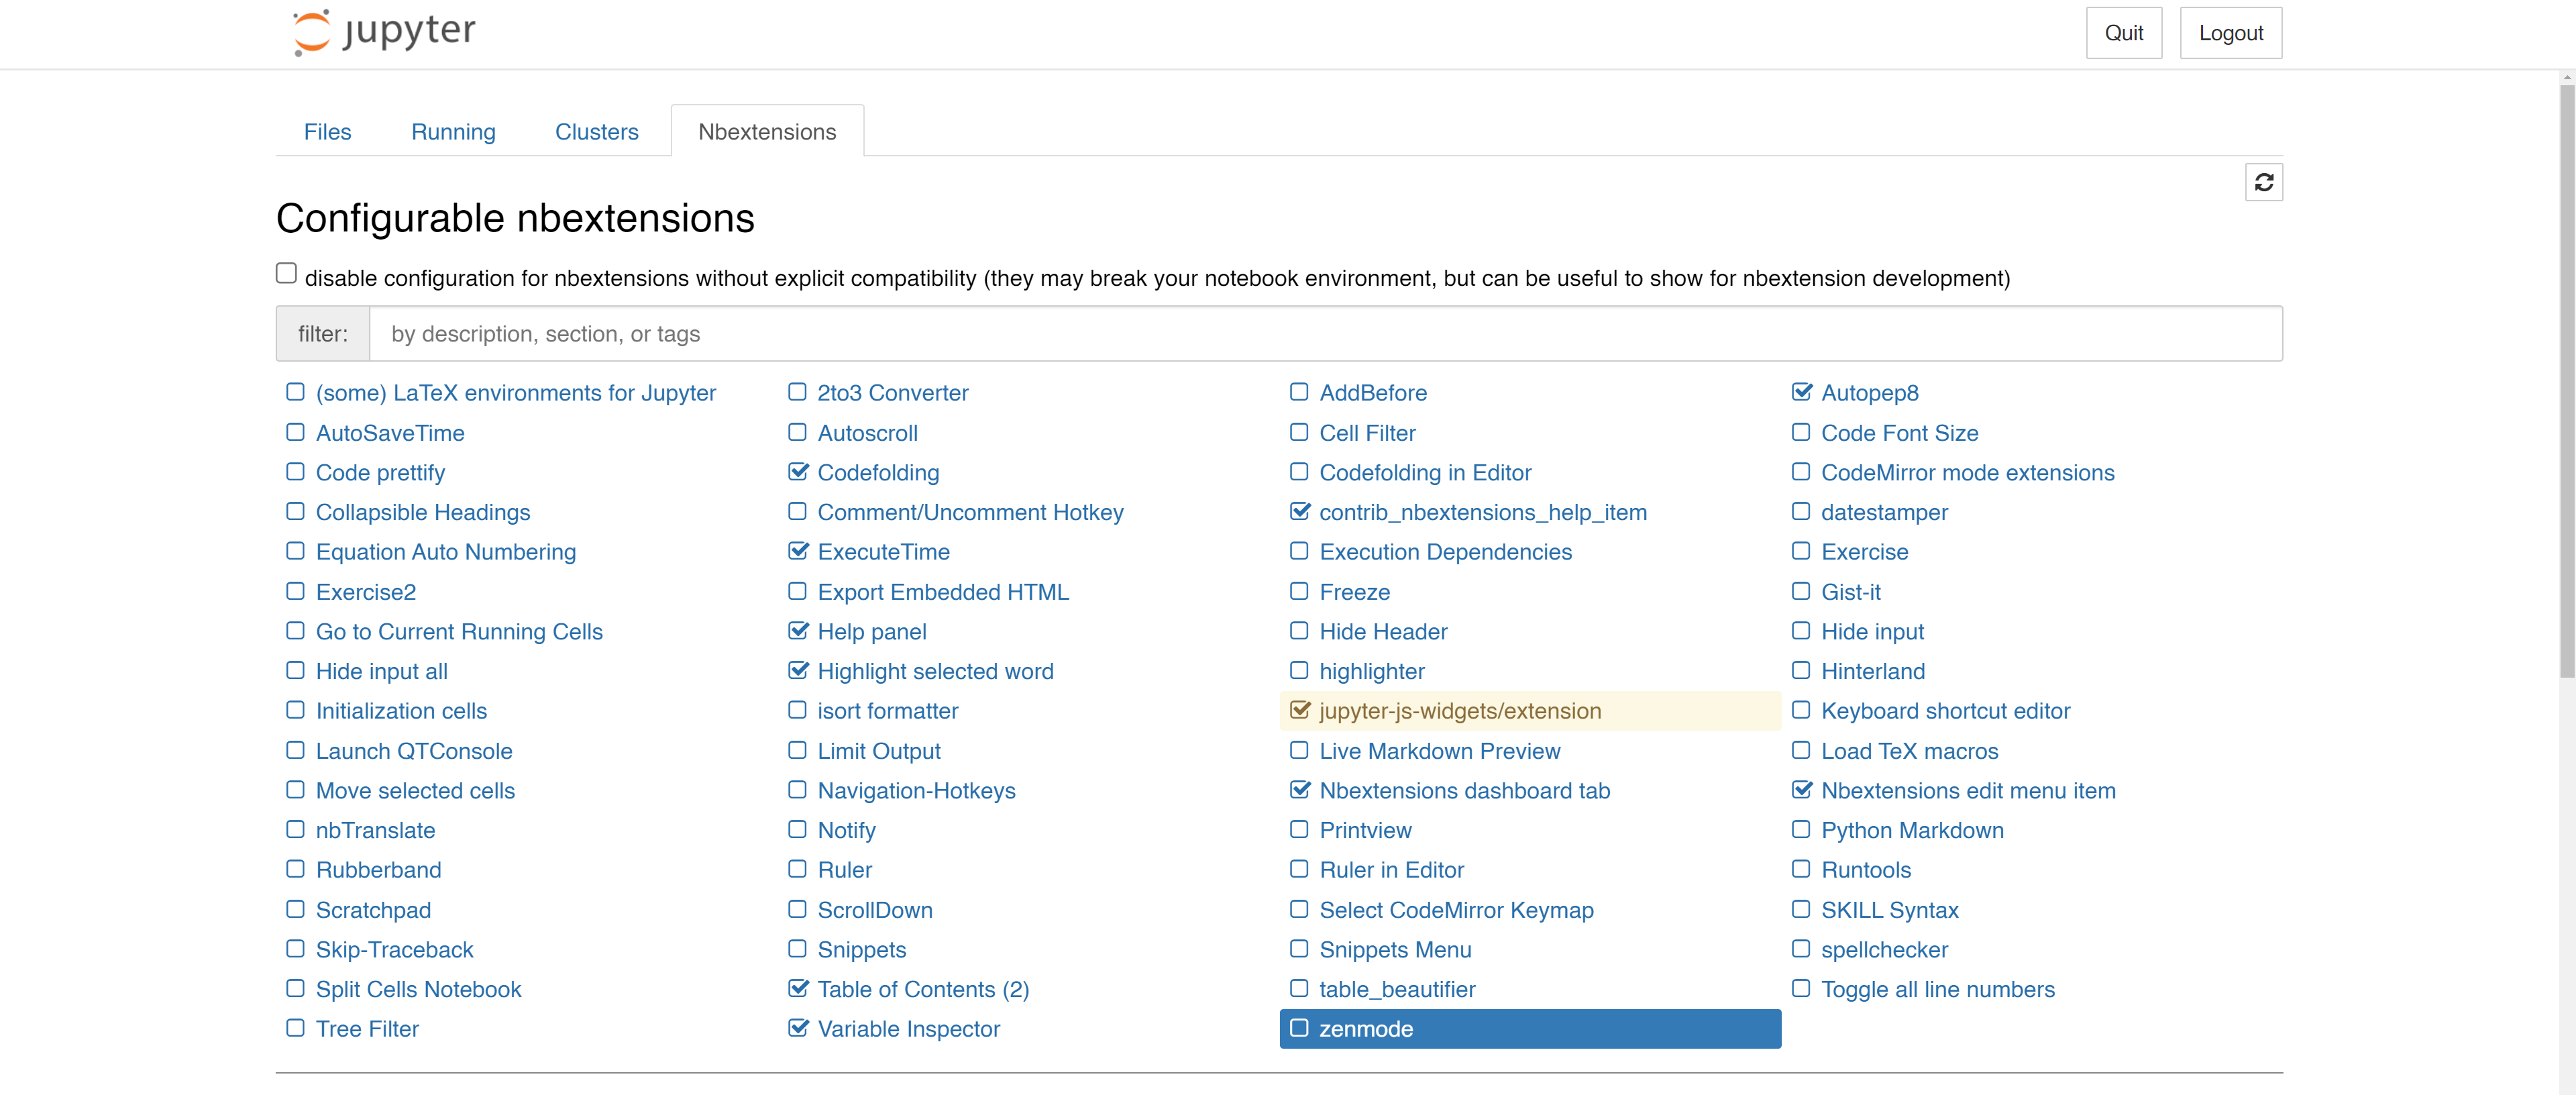 jupyter
Quit Logout
Files Running Clusters Nbextensions
Configurable nbextensions
disable configuration for nbextensions without explicit compatibility (they may break your notebook environment, but can be useful to show for nbextension development)
filter: by description, section, or tags
(some) LaTeX environments for Jupyter 2to3 Converter AddBefore Autopep8
AutoSaveTime Autoscroll Cell Filter Code Font Size
Code prettify Codefolding Codefolding in Editor CodeMirror mode extensions
Collapsible Headings Comment/Uncomment Hotkey contrib_nbextensions_help_item datestamper
Equation Auto Numbering ExecuteTime Execution Dependencies Exercise
Exercise2 Export Embedded HTML Freeze Gist-it
Go to Current Running Cells Help panel Hide Header Hide input
Hide input all Highlight selected word highlighter Hinterland
Initialization cells isort formatter jupyter-js-widgets/extension Keyboard shortcut editor
Launch QTConsole Limit Output Live Markdown Preview Load TeX macros
Move selected cells Navigation-Hotkeys Nbextensions dashboard tab Nbextensions edit menu item
nbTranslate Notify Printview Python Markdown
Rubberband Ruler Ruler in Editor Runtools
Scratchpad ScrollDown Select CodeMirror Keymap SKILL Syntax
Skip-Traceback Snippets Snippets Menu spellchecker
Split Cells Notebook Table of Contents (2) table_beautifier Toggle all line numbers
Tree Filter Variable Inspector zenmode